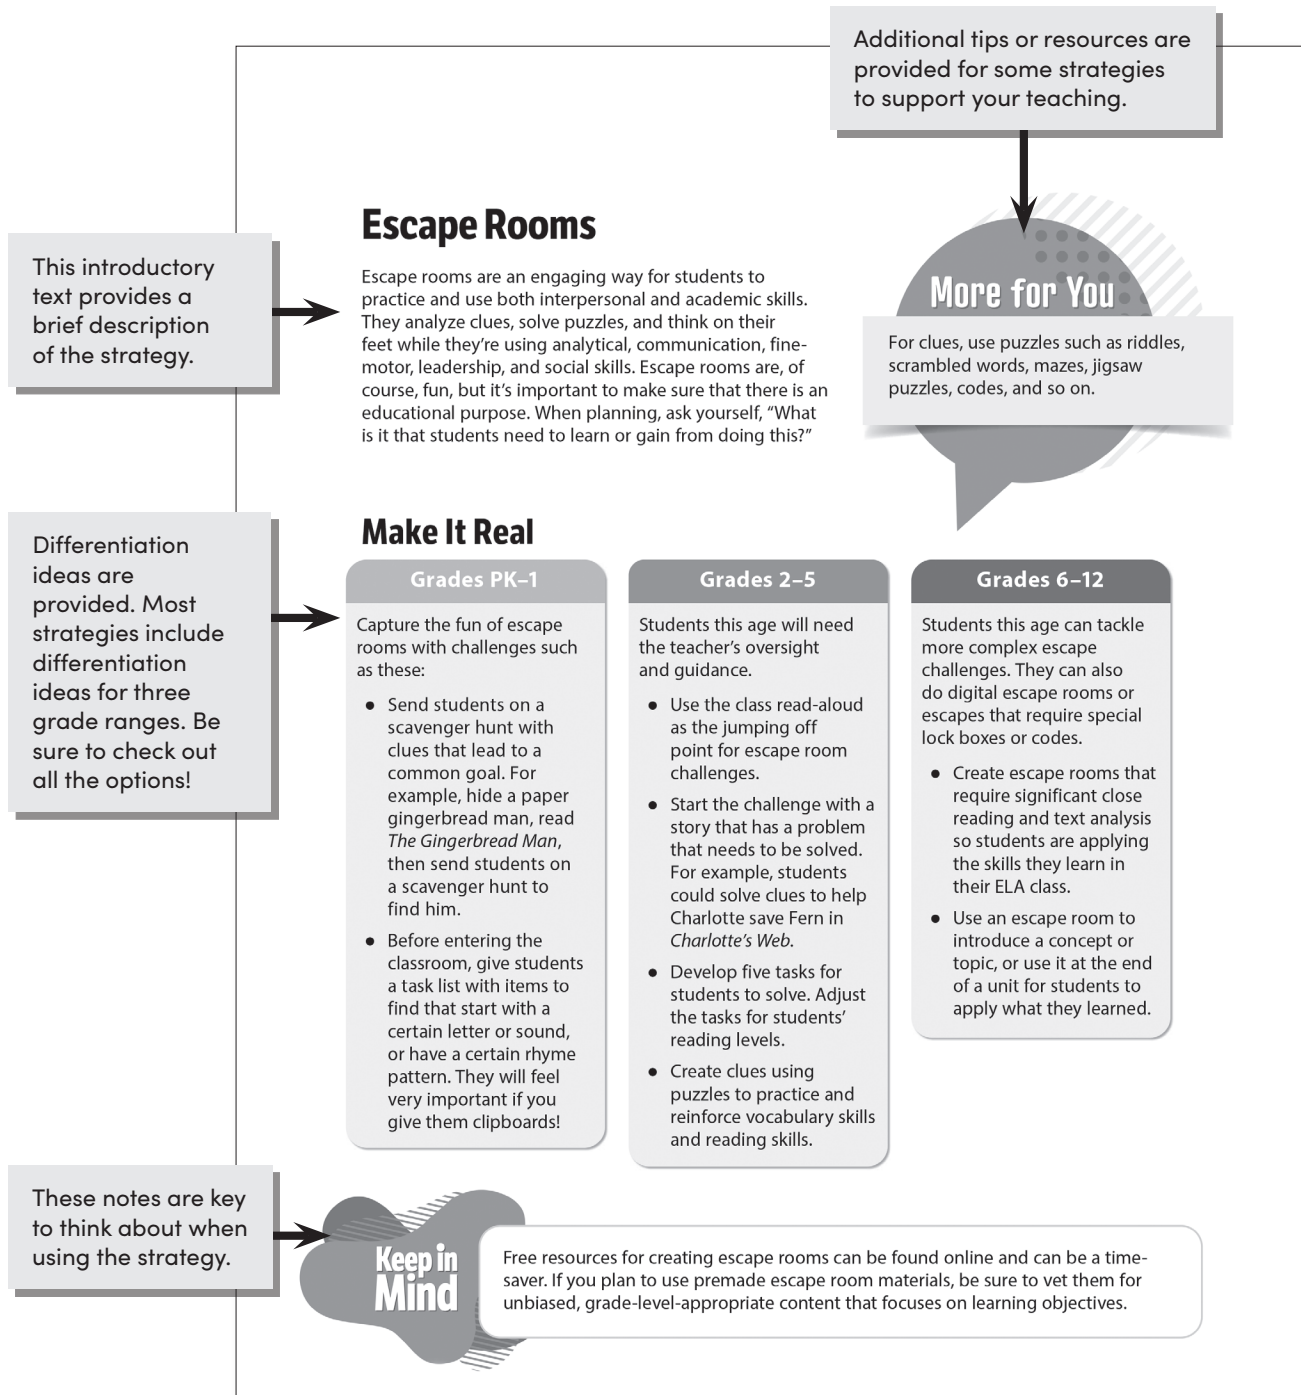 Additional tips or resources are
provided for some strategies
to support your teaching.
This introductory
text provides a
brief description
of the strategy.
Escape Rooms
Escape rooms are an engaging way for students to
practice and use both interpersonal and academic skills.
They analyze clues, solve puzzles, and think on their
feet while they’re using analytical, communication, fine-
motor, leadership, and social skills. Escape rooms are, of
course, fun, but it’s important to make sure that there is an
educational purpose. When planning, ask yourself, “What
is it that students need to learn or gain from doing this?”
More for You
For clues, use puzzles such as riddles,
scrambled words, mazes, jigsaw
puzzles, codes, and so on.
Differentiation
ideas are
provided. Most
strategies include
differentiation
ideas for three
grade ranges. Be
sure to check out
all the options!
Make It Real
Grades PK–1
Capture the fun of escape
rooms with challenges such
as these:
● Send students on a
scavenger hunt with
clues that lead to a
common goal. For
example, hide a paper
gingerbread man, read
The Gingerbread Man,
then send students on
a scavenger hunt to
find him.
● Before entering the
classroom, give students
a task list with items to
find that start with a
certain letter or sound,
or have a certain rhyme
pattern. They will feel
very important if you
give them clipboards!
Grades 2–5
Students this age will need
the teacher’s oversight
and guidance.
● Use the class read-aloud
as the jumping off
point for escape room
challenges.
● Start the challenge with a
story that has a problem
that needs to be solved.
For example, students
could solve clues to help
Charlotte save Fern in
Charlotte’s Web.
● Develop five tasks for
students to solve. Adjust
the tasks for students’
reading levels.
● Create clues using
puzzles to practice and
reinforce vocabulary skills
and reading skills.
Grades 6–12
Students this age can tackle
more complex escape
challenges. They can also
do digital escape rooms or
escapes that require special
lock boxes or codes.
● Create escape rooms that
require significant close
reading and text analysis
so students are applying
the skills they learn in
their ELA class.
● Use an escape room to
introduce a concept or
topic, or use it at the end
of a unit for students to
apply what they learned.
These notes are key
to think about when
using the strategy.
Keep in
Mind
Free resources for creating escape rooms can be found online and can be a time-
saver. If you plan to use premade escape room materials, be sure to vet them for
unbiased, grade-level-appropriate content that focuses on learning objectives.